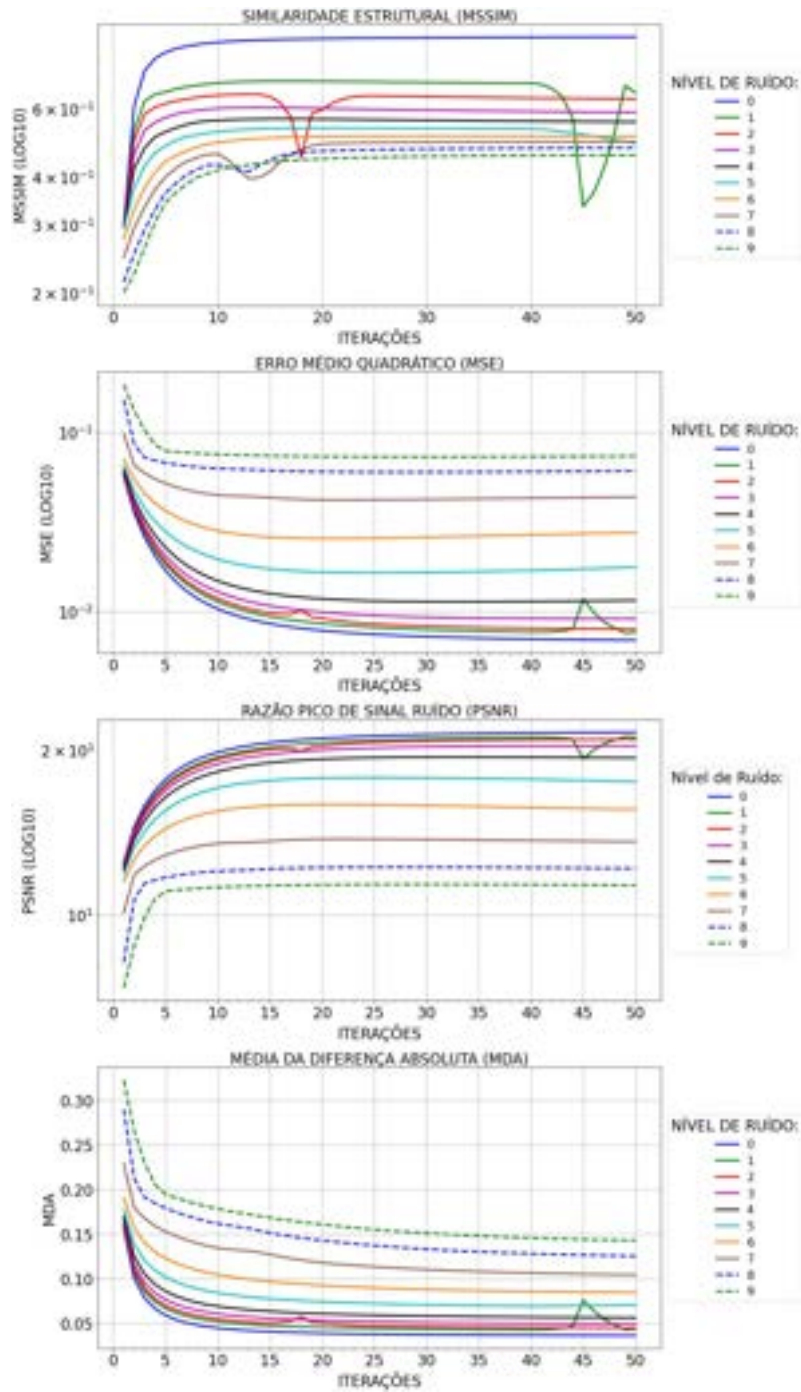 SIMILARIDADE ESTRUTURAL (MSSIM)
MSSIM (LOG10)
6 × 10⁻¹
4 × 10⁻¹
3 × 10⁻¹
2 × 10⁻¹
0 5 10 15 20 25 30 35 40 45 50
ITERAÇÕES
NÍVEL DE RUÍDO:
0
1
2
3
4
5
6
7
8
9
ERRO MÉDIO QUADRÁTICO (MSE)
MSE (LOG10)
10⁻¹
10⁻²
0 5 10 15 20 25 30 35 40 45 50
ITERAÇÕES
NÍVEL DE RUÍDO:
0
1
2
3
4
5
6
7
8
9
RAZÃO PICO DE SINAL RUÍDO (PSNR)
PSNR (LOG10)
10¹
0 5 10 15 20 25 30 35 40 45 50
ITERAÇÕES
Nível de Ruído:
0
1
2
3
4
5
6
7
8
9
MÉDIA DA DIFERENÇA ABSOLUTA (MDA)
MDA
0.30
0.25
0.20
0.15
0.10
0.05
0 5 10 15 20 25 30 35 40 45 50
ITERAÇÕES
NÍVEL DE RUÍDO:
0
1
2
3
4
5
6
7
8
9